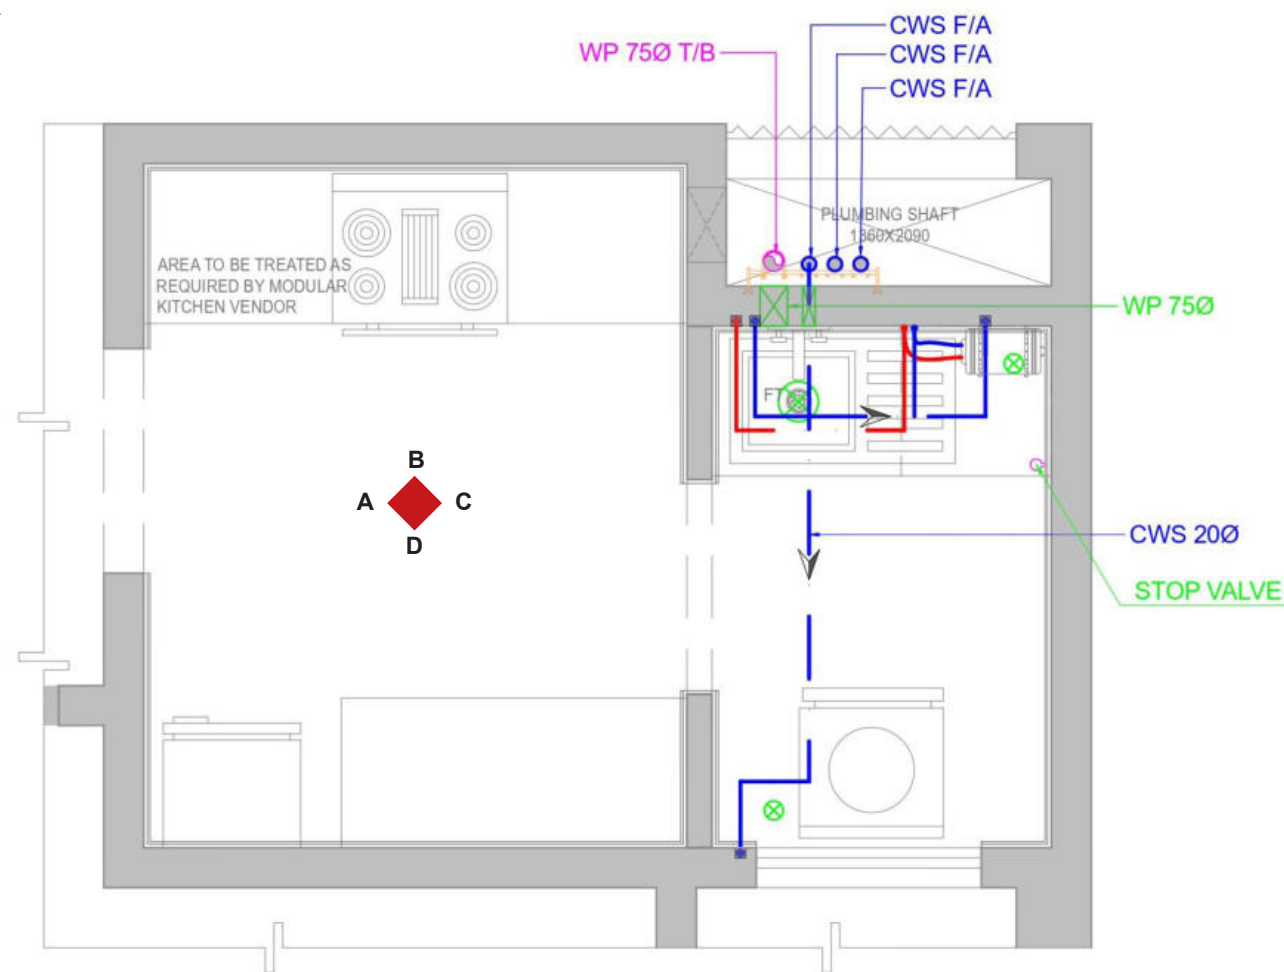 CWS F/A
WP 75Ø T/B
CWS F/A
CWS F/A
PLUMBING SHAFT
1360X2090
AREA TO BE TREATED AS
REQUIRED BY MODULAR
KITCHEN VENDOR
WP 75Ø
FT
B
A
C
D
CWS 20Ø
STOP VALVE